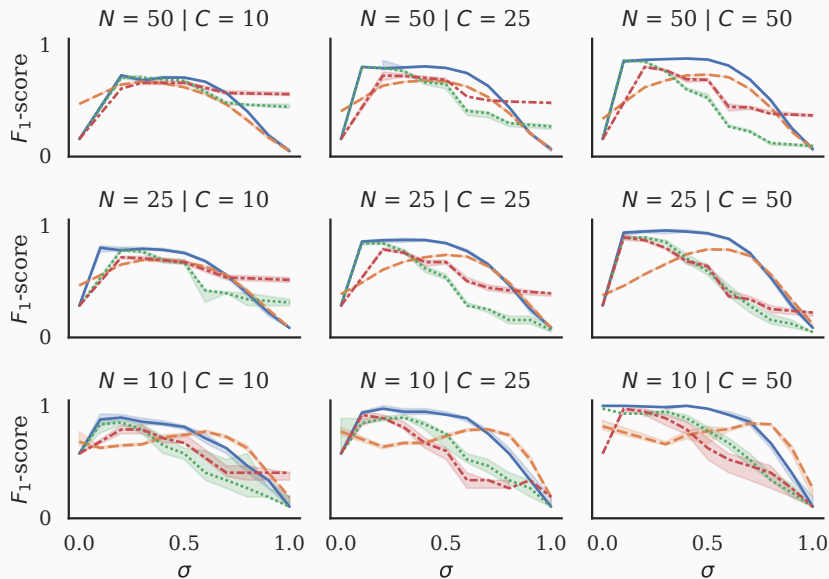 N = 50 | C = 10
N = 50 | C = 25
N = 50 | C = 50
1
F₁-score
0
N = 25 | C = 10
N = 25 | C = 25
N = 25 | C = 50
1
F₁-score
0
N = 10 | C = 10
N = 10 | C = 25
N = 10 | C = 50
1
F₁-score
0
0.0 0.5 1.0
0.0 0.5 1.0
0.0 0.5 1.0
σ
σ
σ